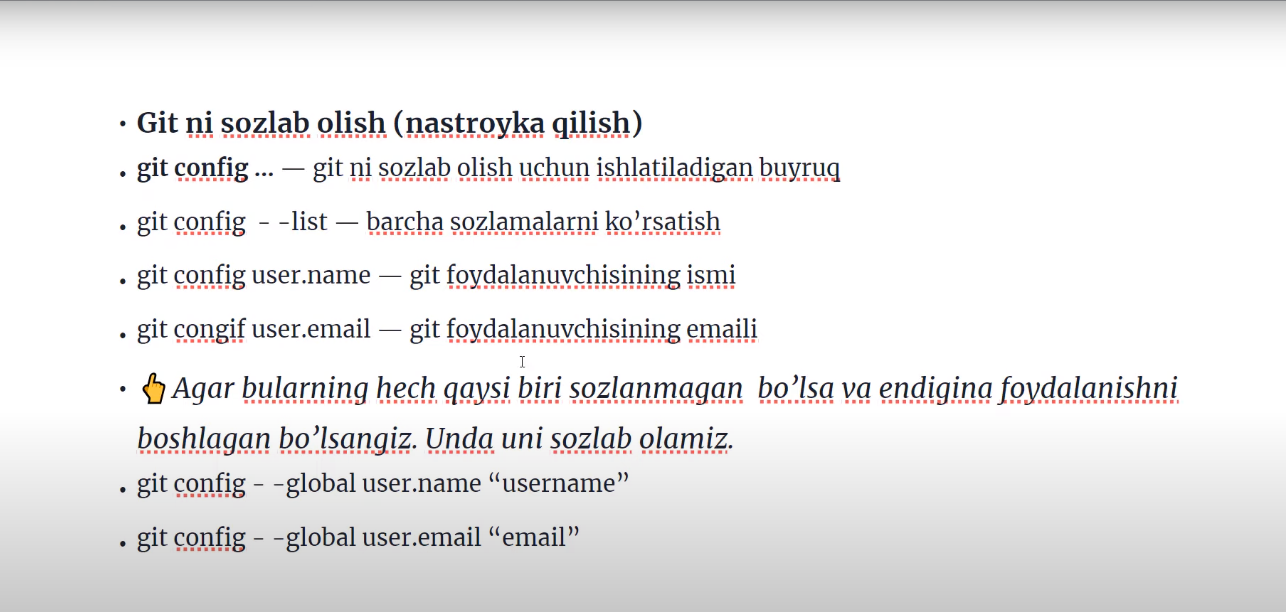 • Git ni sozlab olish (nastroyka qilish)
• git config ... — git ni sozlab olish uchun ishlatiladigan buyruq
• git config - -list — barcha sozlamalarni ko’rsatish
• git config user.name — git foydalanuvchisining ismi
• git congif user.email — git foydalanuvchisining emaili
• 👆Agar bularning hech qaysi biri sozlanmagan bo’lsa va endigina foydalanishni
boshlagan bo’lsangiz. Unda uni sozlab olamiz.
• git config - -global user.name “username”
• git config - -global user.email “email”